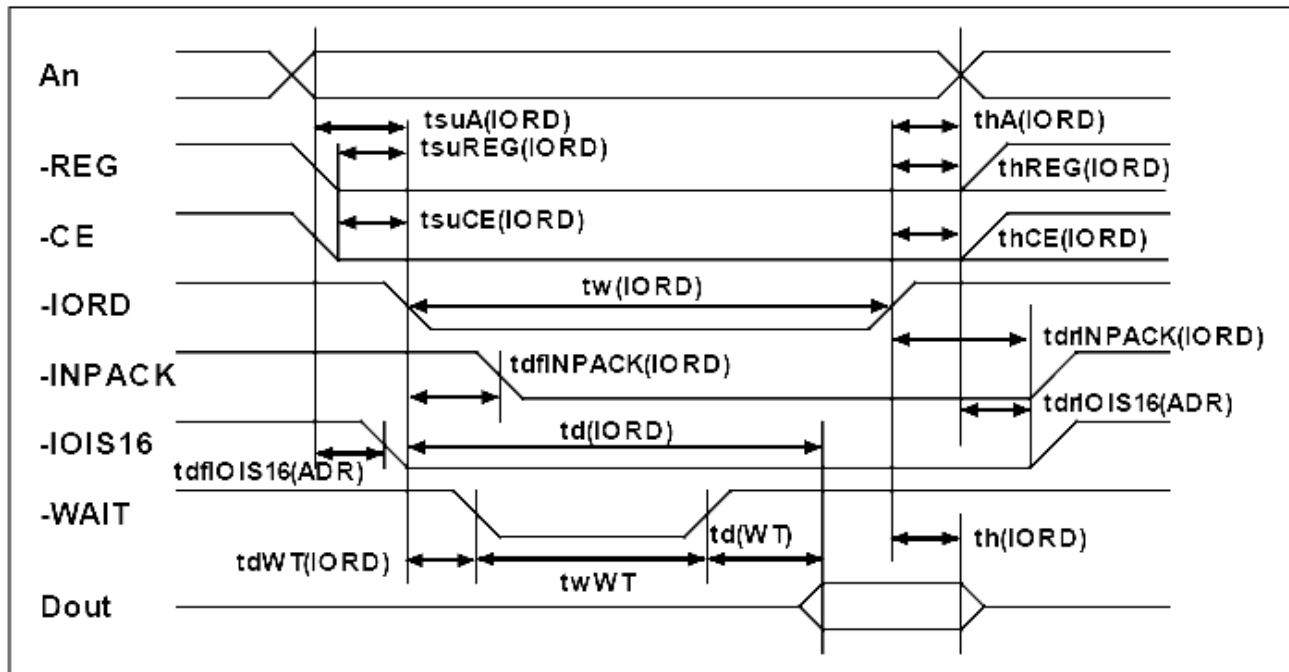 An
tsuA(IORD)
thA(IORD)
tsuREG(IORD)
-REG
thREG(IORD)
tsuCE(IORD)
-CE
thCE(IORD)
-IORD
tw(IORD)
tdrINPACK(IORD)
-INPACK
tdfINPACK(IORD)
tdrIOIS16(ADR)
-IOIS16
td(IORD)
tdfIOIS16(ADR)
-WAIT
td(WT)
th(IORD)
tdWT(IORD)
twWT
Dout